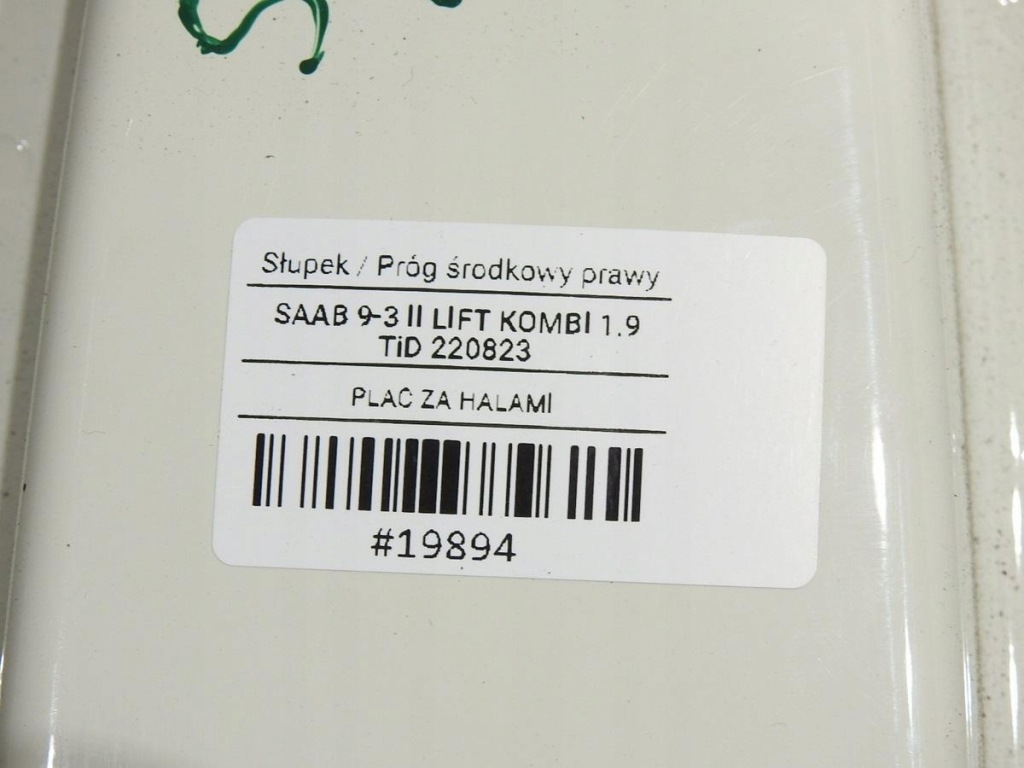 Słupek / Próg środkowy prawy
SAAB 9-3 II LIFT KOMBI 1.9
TiD 220823
PLAC ZA HALAMI
#19894